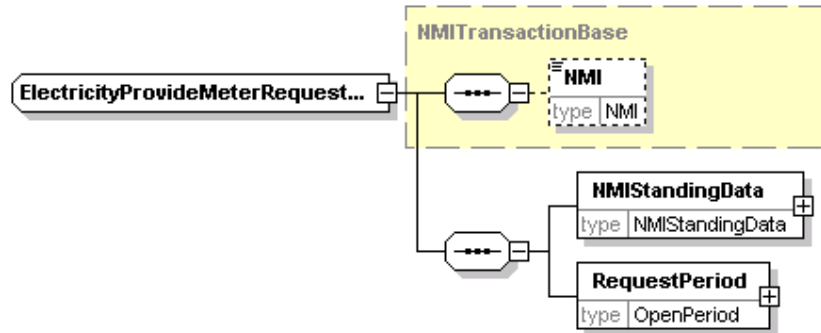 NMITransactionBase
ElectricityProvideMeterRequest...
NMI
type NMI
NMIStandingData
type NMIStandingData
RequestPeriod
type OpenPeriod